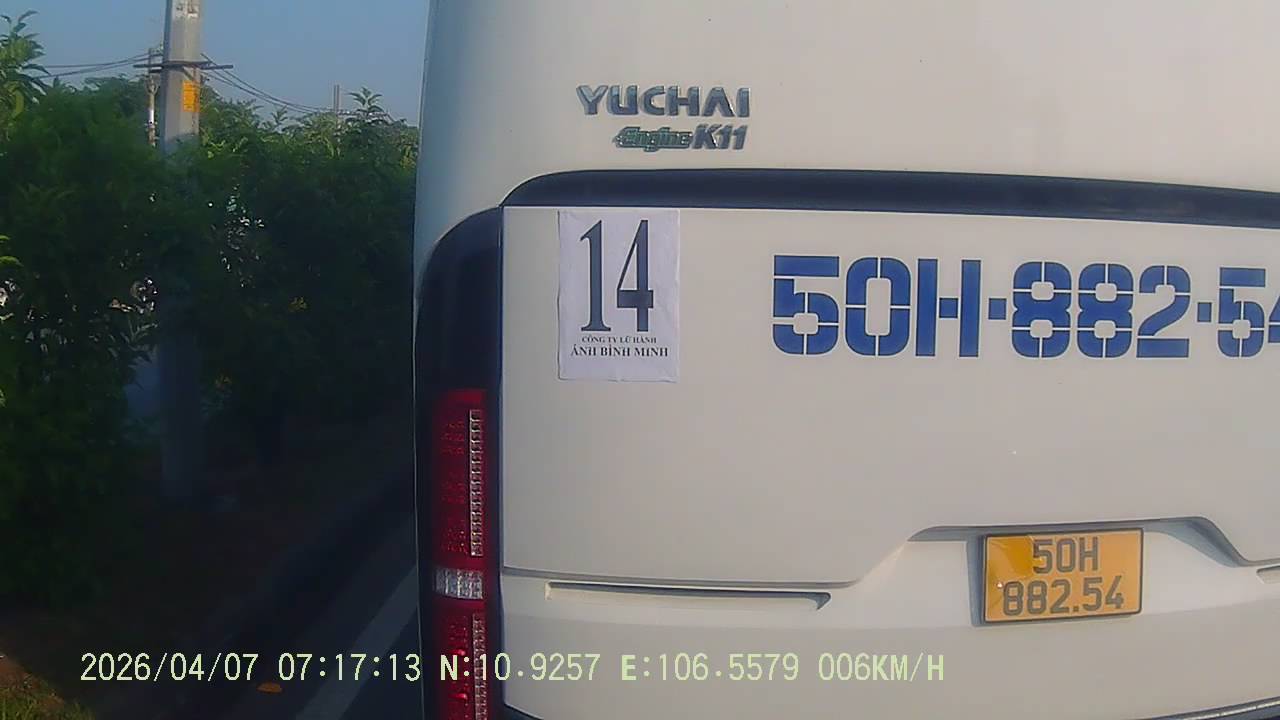 YUCHAI
Engine K11
14
CÔNG TY LỮ HÀNH
ÁNH BÌNH MINH
50H-882-54
50H
882.54
2026/04/07 07:17:13 N:10.9257 E:106.5579 006KM/H